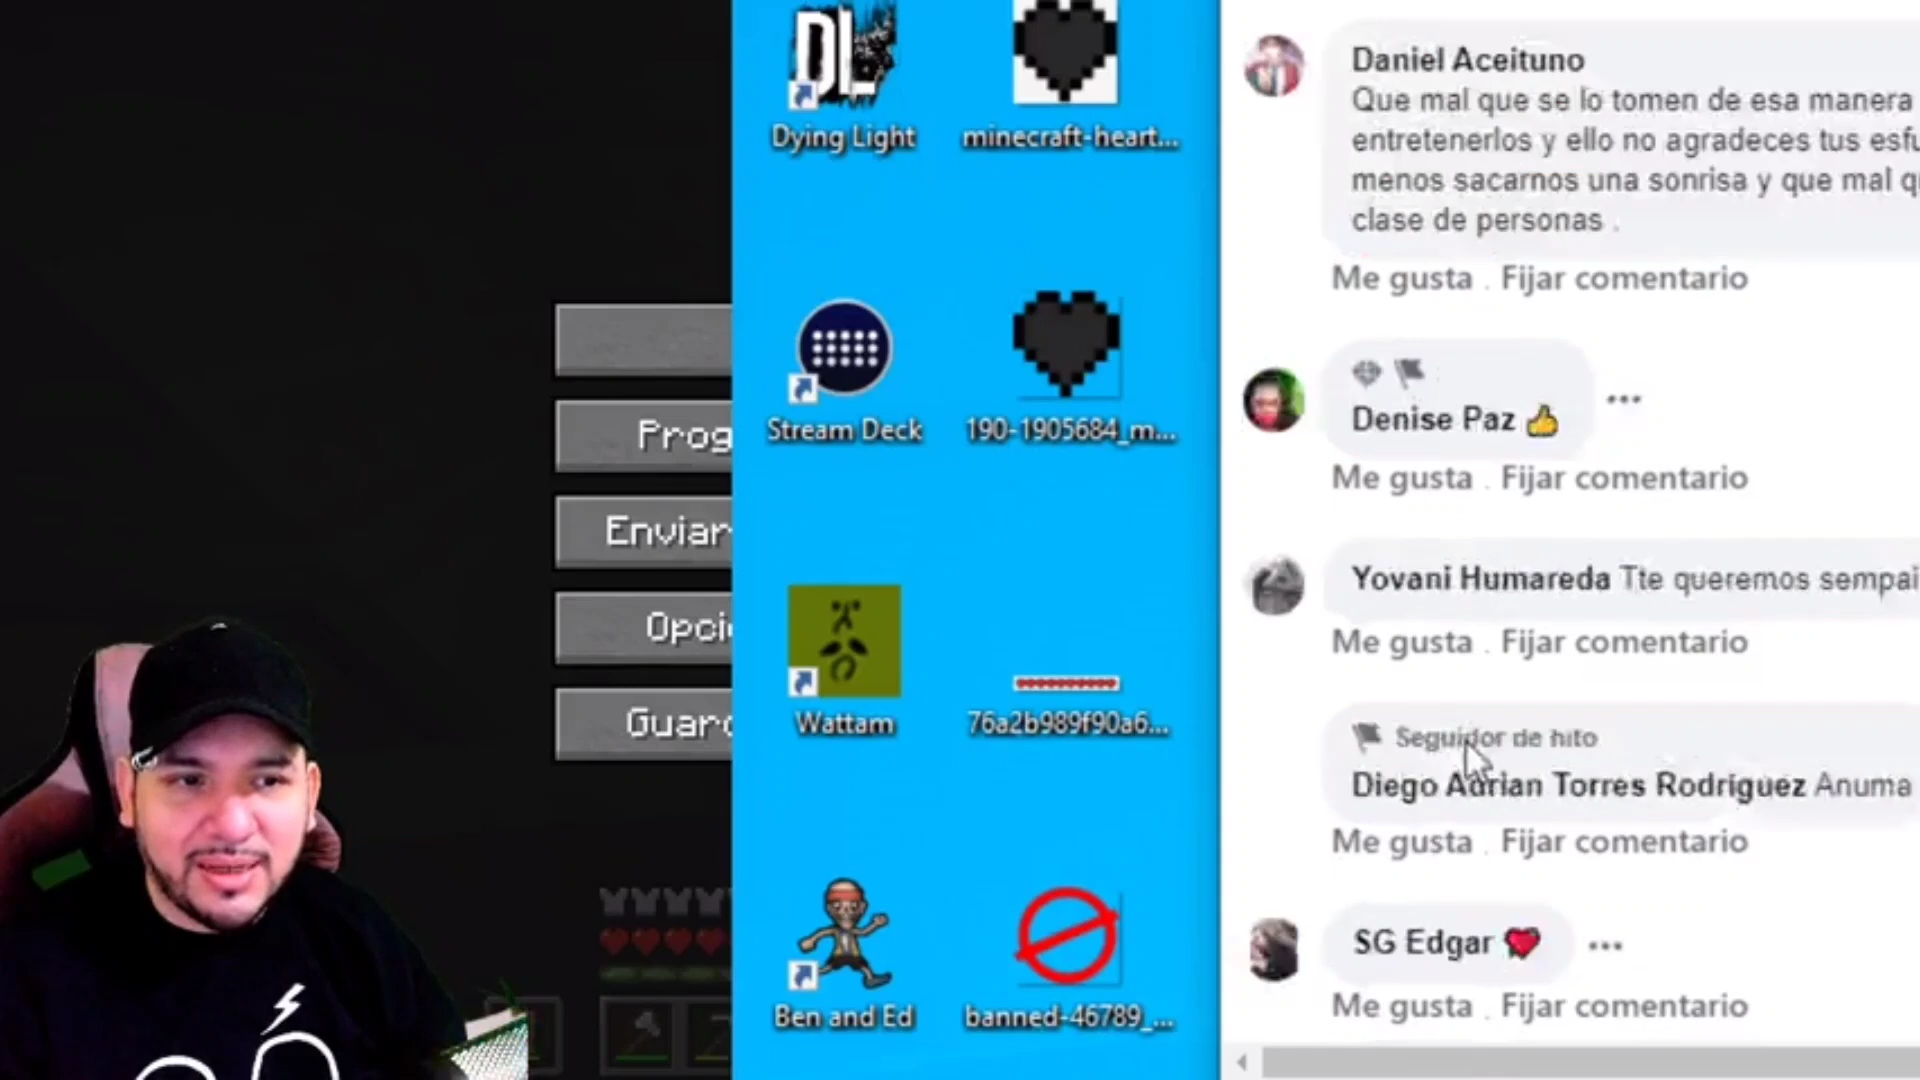 Prog
Enviar
Opci
Guard
DL
Dying Light
minecraft-heart...
Stream Deck
190-1905684_m...
Wattam
76a2b989f90a6...
Ben and Ed
banned-46789_...
Daniel Aceituno
Que mal que se lo tomen de esa manera
entretenerlos y ello no agradeces tus esfu
menos sacarnos una sonrisa y que mal q
clase de personas .
Me gusta . Fijar comentario
Denise Paz 👍
Me gusta . Fijar comentario
Yovani Humareda Tte queremos sempai
Me gusta . Fijar comentario
Seguidor de hito
Diego Adrian Torres Rodriguez Anuma
Me gusta . Fijar comentario
SG Edgar ❤️
Me gusta . Fijar comentario